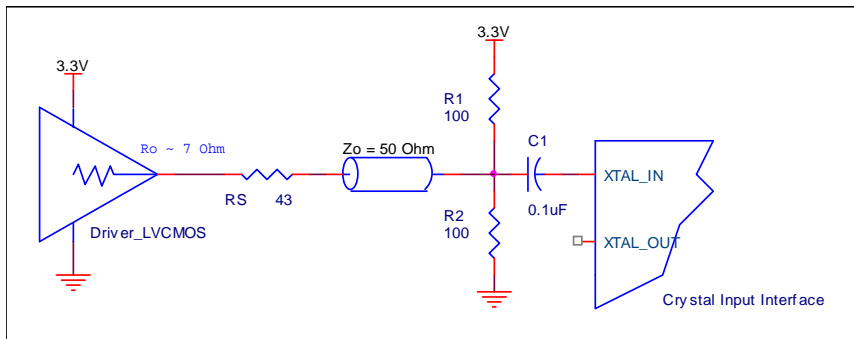 3.3V
3.3V
R1
100
Ro ~ 7 Ohm
Zo = 50 Ohm
C1
XTAL_IN
RS 43
0.1uF
R2
100
Driver_LVCMOS
XTAL_OUT
Crystal Input Interface